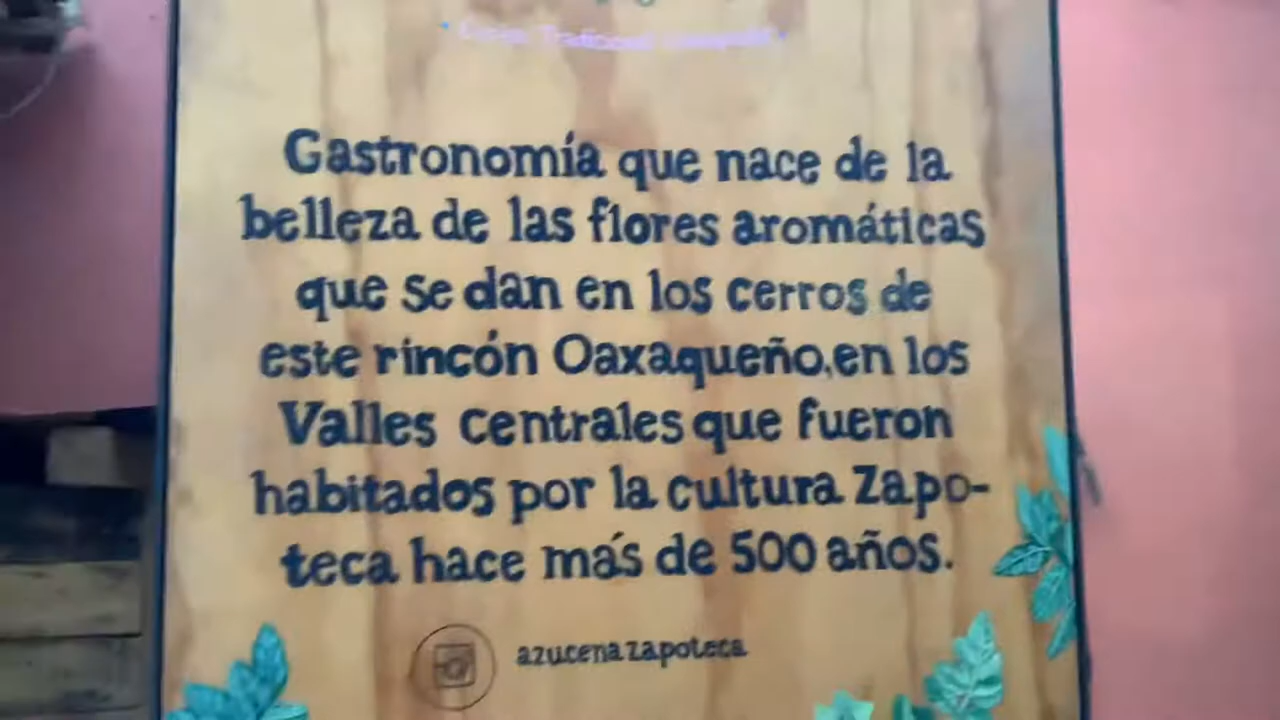 Gastronomía que nace de la
belleza de las flores aromáticas
que se dan en los cerros de
este rincón Oaxaqueño,en los
Valles centrales que fueron
habitados por la cultura Zapo-
teca hace más de 500 años.
azucena zapoteca